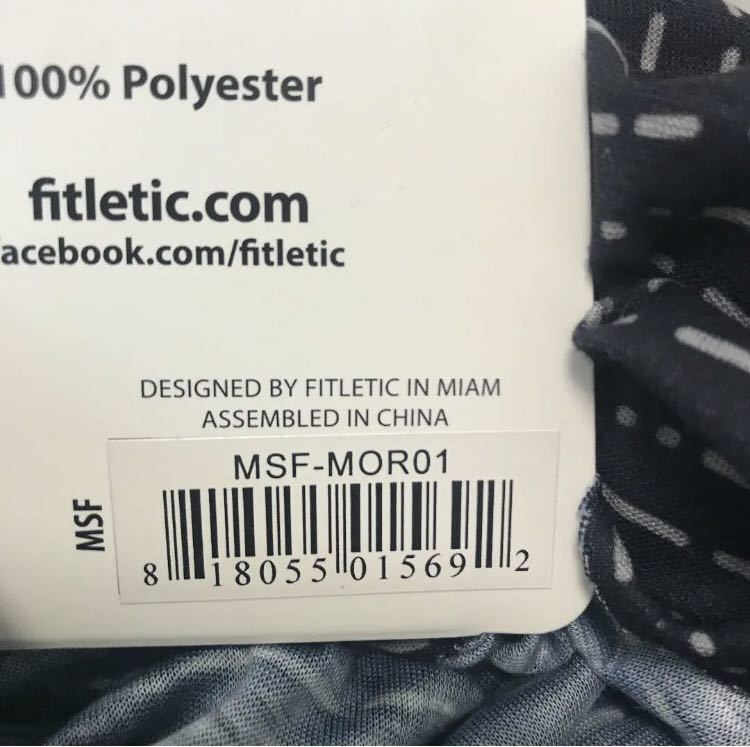 100% Polyester
fitletic.com
facebook.com/fitletic
DESIGNED BY FITLETIC IN MIAM
ASSEMBLED IN CHINA
MSF-MOR01
MSF
8 18055 01569 2